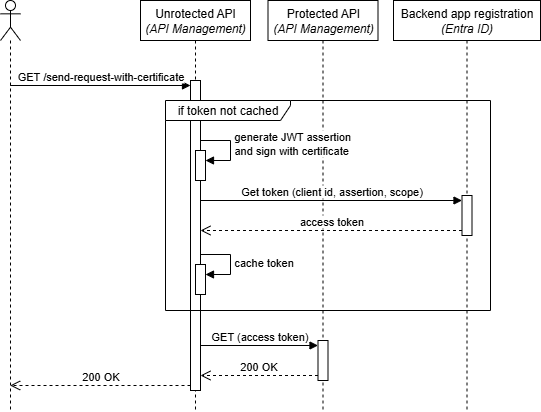 Unrotected API
(API Management)
Protected API
(API Management)
Backend app registration
(Entra ID)
GET /send-request-with-certificate
if token not cached
generate JWT assertion
and sign with certificate
Get token (client id, assertion, scope)
access token
cache token
GET (access token)
200 OK
200 OK